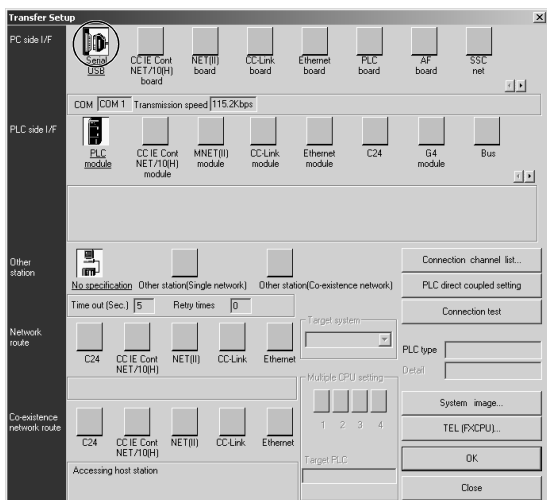 Transfer Setup
PC side I/F
Serial USB
CC IE Cont NET/10(H) board
NET(II) board
CC-Link board
Ethernet board
PLC board
AF board
SSC net
COM COM 1 Transmission speed 115.2Kbps
PLC side I/F
PLC module
CC IE Cont NET/10(H) module
MNET(II) module
CC-Link module
Ethernet module
C24
G4 module
Bus
Other station
No specification
Other station(Single network)
Other station(Co-existence network)
Time out (Sec.) 5 Retry times 0
Network route
C24
CC IE Cont NET/10(H)
NET(II)
CC-Link
Ethernet
Co-existence network route
C24
CC IE Cont NET/10(H)
NET(II)
CC-Link
Ethernet
Accessing host station
Target system
Multiple CPU setting
1 2 3 4
Target PLC
Connection channel list...
PLC direct coupled setting
Connection test
PLC type
Detail
System image...
TEL (FXCPU)...
OK
Close